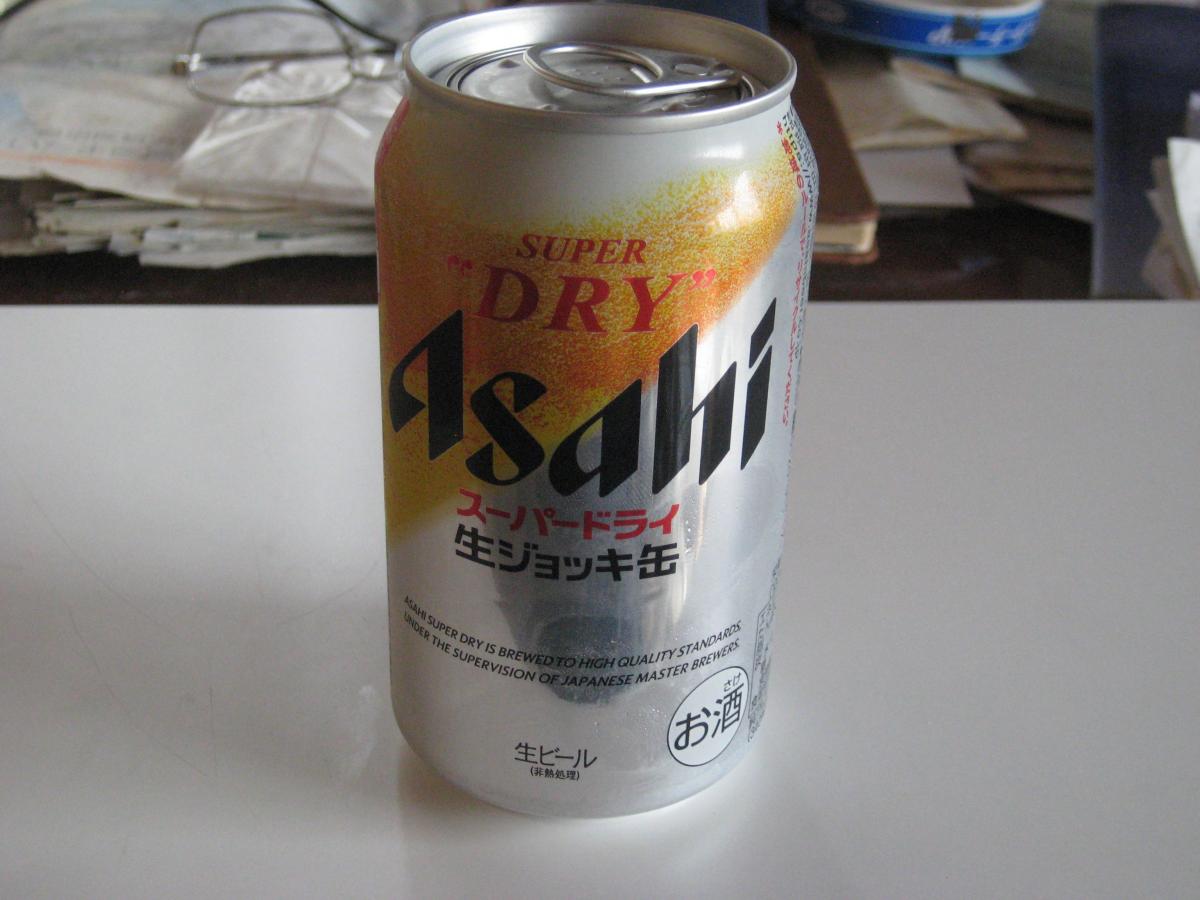 SUPER
"DRY"
Asahi
スーパードライ
生ジョッキ缶
ASAHI SUPER DRY IS BREWED TO HIGH QUALITY STANDARDS,
UNDER THE SUPERVISION OF JAPANESE MASTER BREWERS.
さけ
お酒
生ビール
(非熱処理)